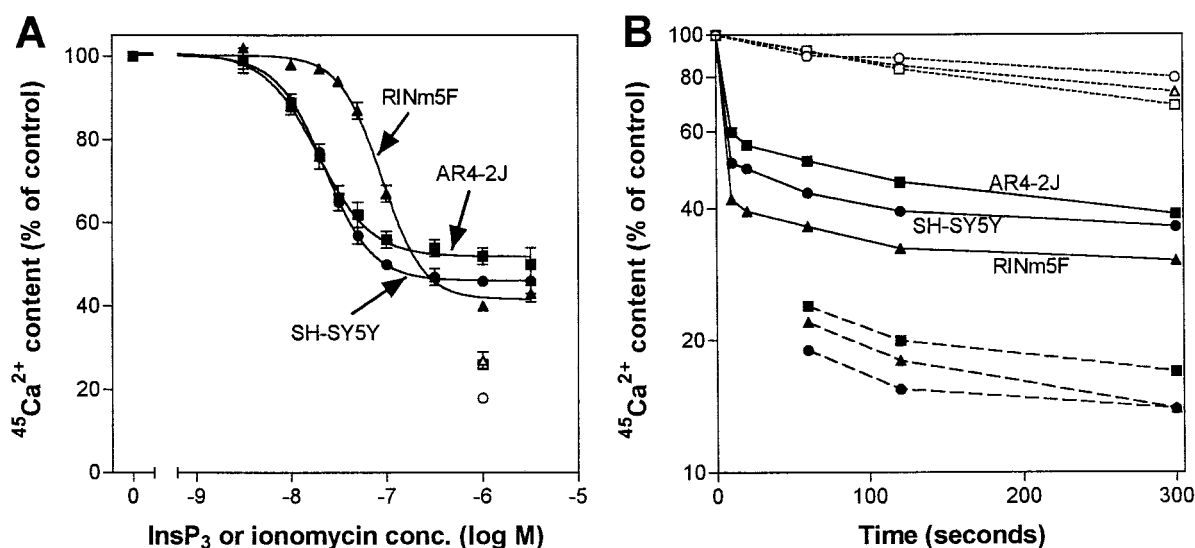 A
⁴⁵Ca²⁺ content (% of control)
100
80
60
40
20
0
RINm5F
AR4-2J
SH-SY5Y
0
-9
-8
-7
-6
-5
InsP₃ or ionomycin conc. (log M)
B
⁴⁵Ca²⁺ content (% of control)
100
80
60
40
20
10
AR4-2J
SH-SY5Y
RINm5F
0
100
200
300
Time (seconds)